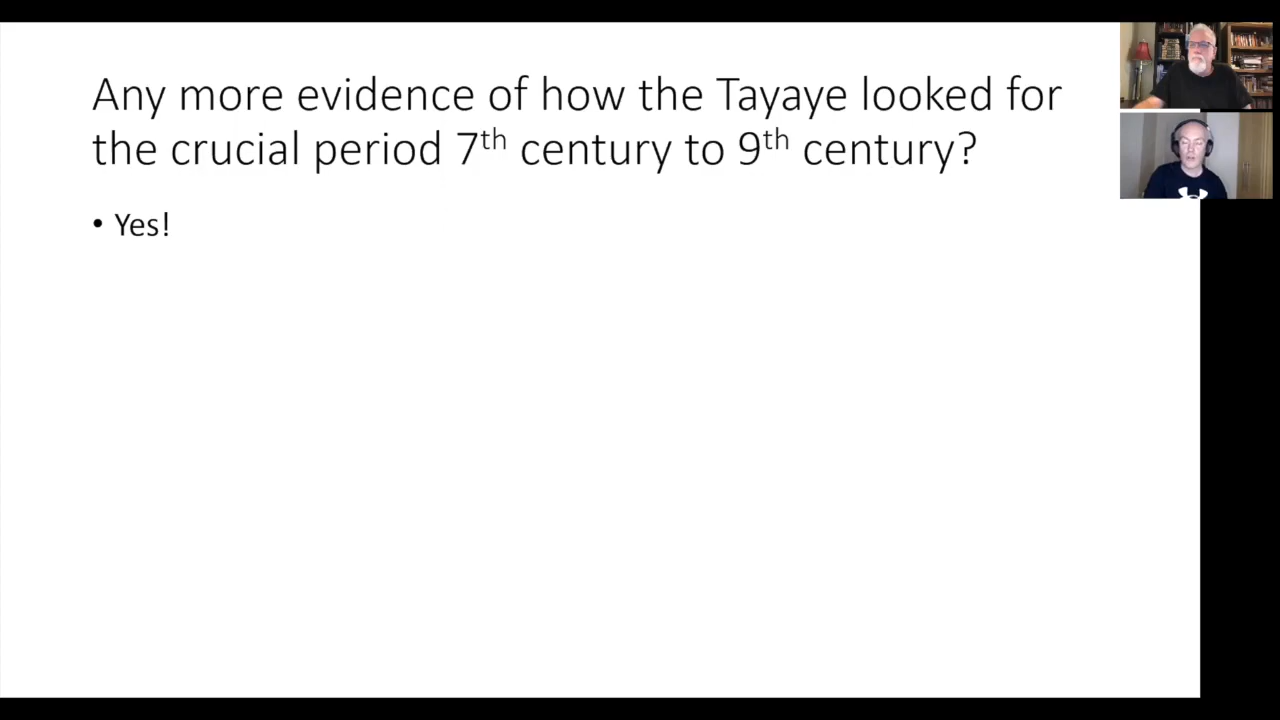 Any more evidence of how the Tayaye looked for
the crucial period 7th century to 9th century?
• Yes!